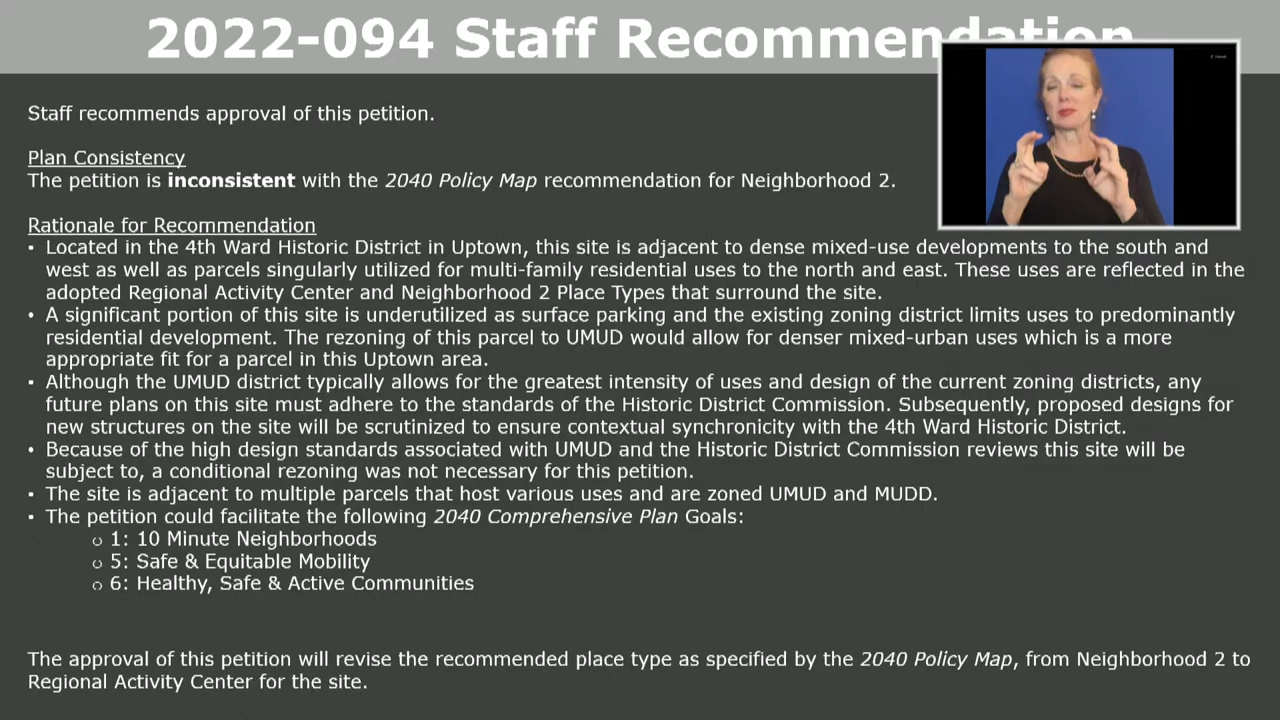 2022-094 Staff Recommendation
Staff recommends approval of this petition.
Plan Consistency
The petition is inconsistent with the 2040 Policy Map recommendation for Neighborhood 2.
Rationale for Recommendation
• Located in the 4th Ward Historic District in Uptown, this site is adjacent to dense mixed-use developments to the south and
west as well as parcels singularly utilized for multi-family residential uses to the north and east. These uses are reflected in the
adopted Regional Activity Center and Neighborhood 2 Place Types that surround the site.
• A significant portion of this site is underutilized as surface parking and the existing zoning district limits uses to predominantly
residential development. The rezoning of this parcel to UMUD would allow for denser mixed-urban uses which is a more
appropriate fit for a parcel in this Uptown area.
• Although the UMUD district typically allows for the greatest intensity of uses and design of the current zoning districts, any
future plans on this site must adhere to the standards of the Historic District Commission. Subsequently, proposed designs for
new structures on the site will be scrutinized to ensure contextual synchronicity with the 4th Ward Historic District.
• Because of the high design standards associated with UMUD and the Historic District Commission reviews this site will be
subject to, a conditional rezoning was not necessary for this petition.
• The site is adjacent to multiple parcels that host various uses and are zoned UMUD and MUDD.
• The petition could facilitate the following 2040 Comprehensive Plan Goals:
○ 1: 10 Minute Neighborhoods
○ 5: Safe & Equitable Mobility
○ 6: Healthy, Safe & Active Communities
The approval of this petition will revise the recommended place type as specified by the 2040 Policy Map, from Neighborhood 2 to
Regional Activity Center for the site.